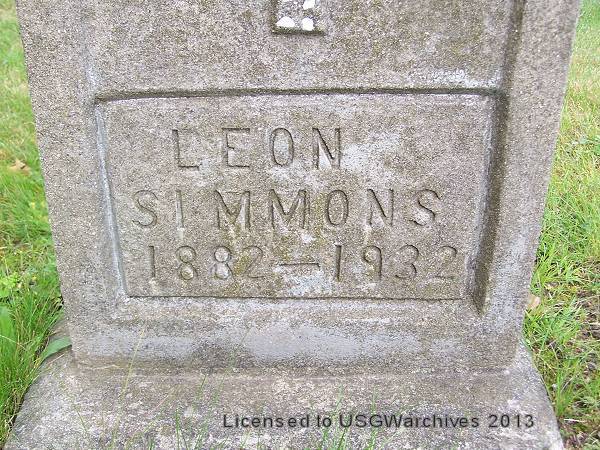 LEON
SIMMONS
1882—1932
Licensed to USGWarchives 2013